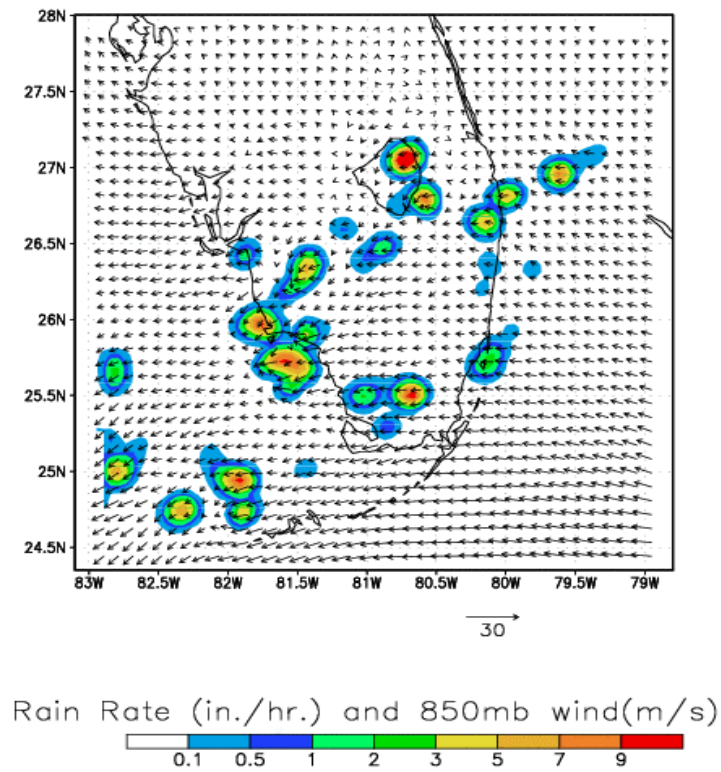 28N
27.5N
27N
26.5N
26N
25.5N
25N
24.5N
83W 82.5W 82W 81.5W 81W 80.5W 80W 79.5W 79W
30
Rain Rate (in./hr.) and 850mb wind(m/s)
0.1 0.5 1 2 3 5 7 9